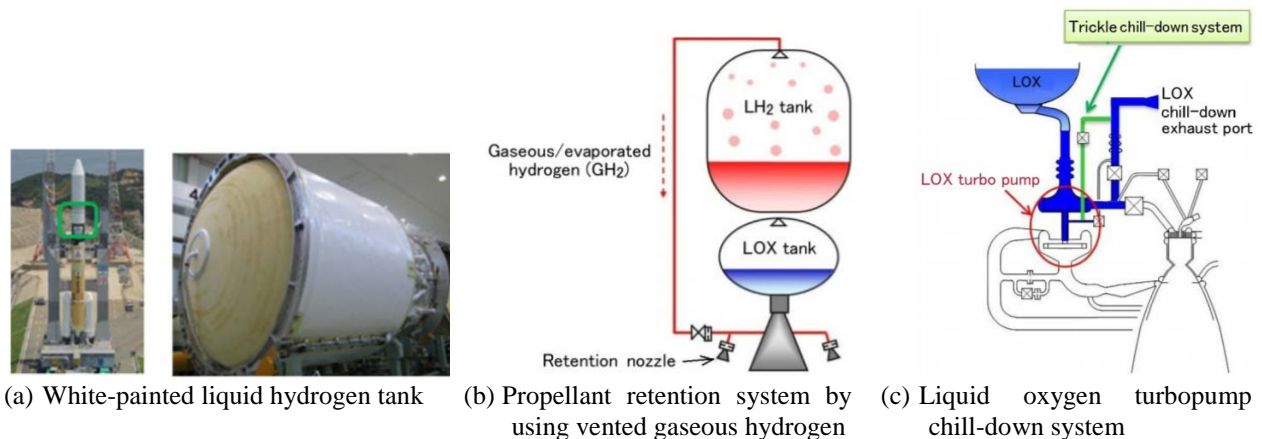 LH₂ tank
Gaseous/evaporated
hydrogen (GH₂)
LOX tank
Retention nozzle
Trickle chill-down system
LOX
LOX
chill-down
exhaust port
LOX turbo pump
(a) White-painted liquid hydrogen tank
(b) Propellant retention system by
using vented gaseous hydrogen
(c) Liquid oxygen turbopump
chill-down system